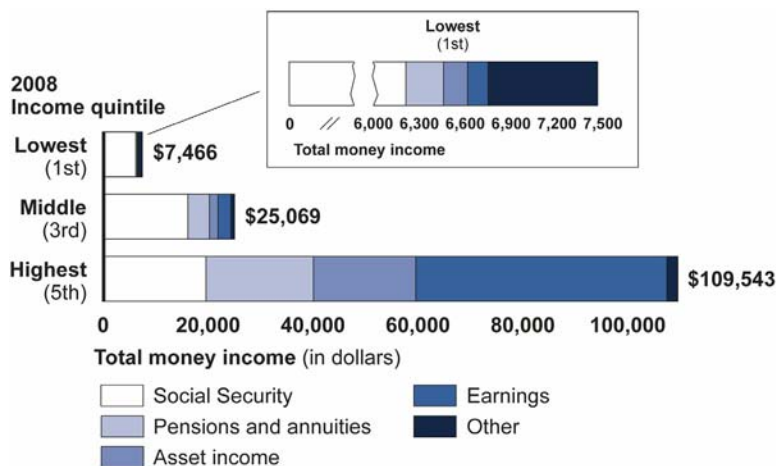 Lowest
(1st)
0 // 6,000 6,300 6,600 6,900 7,200 7,500
Total money income
2008
Income quintile
Lowest
(1st)
$7,466
Middle
(3rd)
$25,069
Highest
(5th)
$109,543
0 20,000 40,000 60,000 80,000 100,000
Total money income (in dollars)
Social Security
Earnings
Pensions and annuities
Other
Asset income